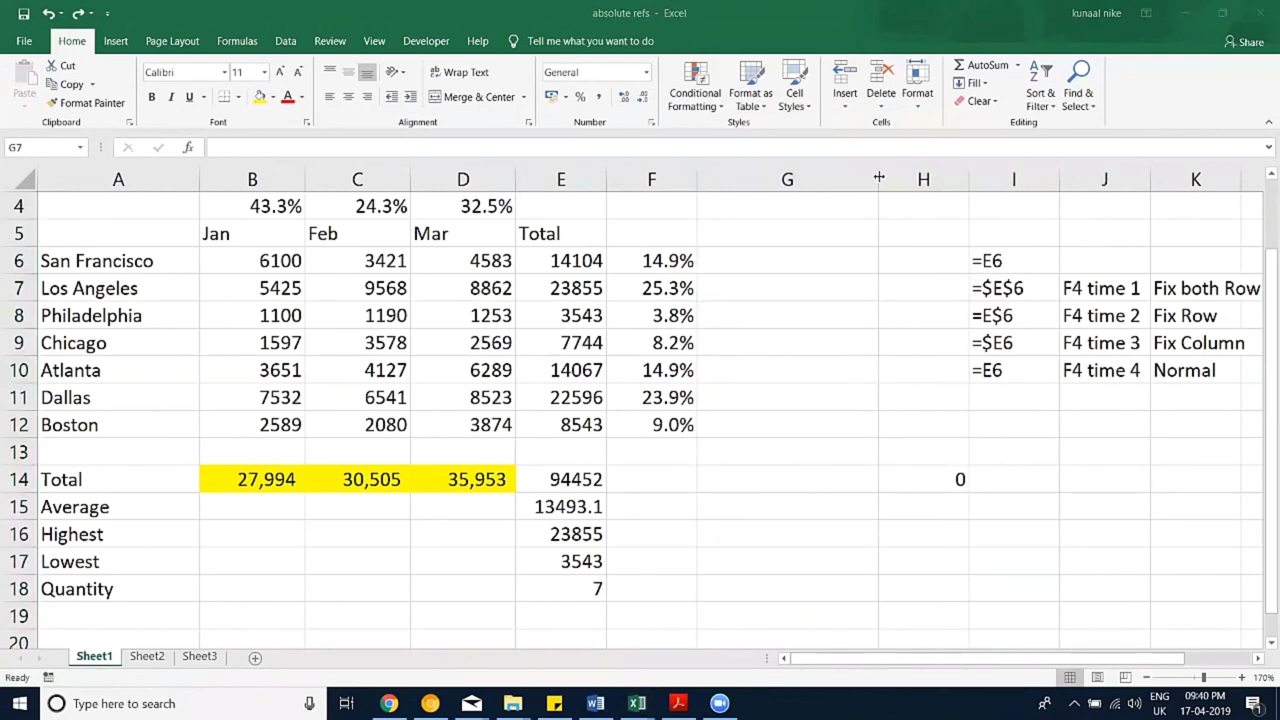 absolute refs - Excel
kunaal nike
File Home Insert Page Layout Formulas Data Review View Developer Help Tell me what you want to do Share
Paste Cut Copy Format Painter Clipboard
Calibri 11 A A B I U A Font
Wrap Text Merge & Center Alignment
General % , Number
Conditional Formatting Format as Table Cell Styles Styles
Insert Delete Format Cells
AutoSum Fill Clear Sort & Filter Find & Select Editing
G7 fx
A B C D E F G H I J K
4 43.3% 24.3% 32.5%
5 Jan Feb Mar Total
6 San Francisco 6100 3421 4583 14104 14.9% =E6
7 Los Angeles 5425 9568 8862 23855 25.3% =$E$6 F4 time 1 Fix both Row
8 Philadelphia 1100 1190 1253 3543 3.8% =E$6 F4 time 2 Fix Row
9 Chicago 1597 3578 2569 7744 8.2% =$E6 F4 time 3 Fix Column
10 Atlanta 3651 4127 6289 14067 14.9% =E6 F4 time 4 Normal
11 Dallas 7532 6541 8523 22596 23.9%
12 Boston 2589 2080 3874 8543 9.0%
13
14 Total 27,994 30,505 35,953 94452 0
15 Average 13493.1
16 Highest 23855
17 Lowest 3543
18 Quantity 7
19
20
Sheet1 Sheet2 Sheet3
Ready 170%
Type here to search
ENG 09:40 PM
UK 17-04-2019